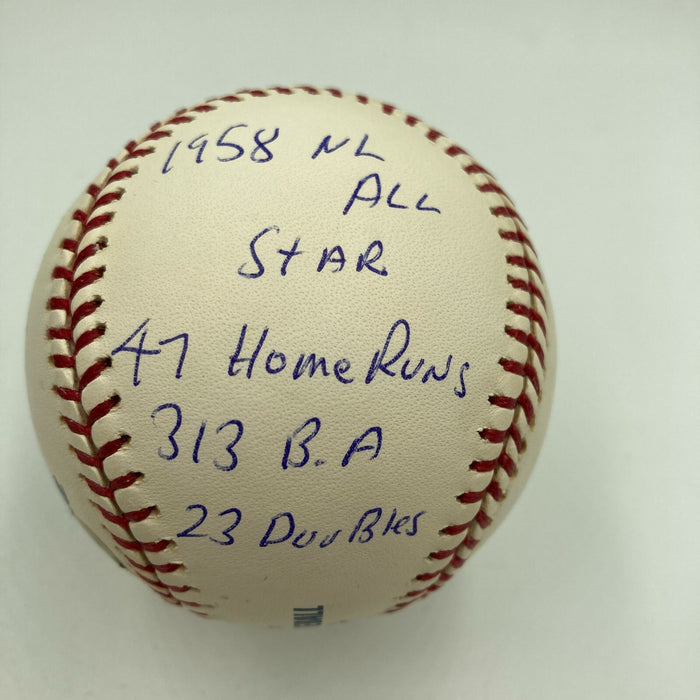 1958 NL
ALL
StAR
47 Home Runs
313 B.A
23 DouBles